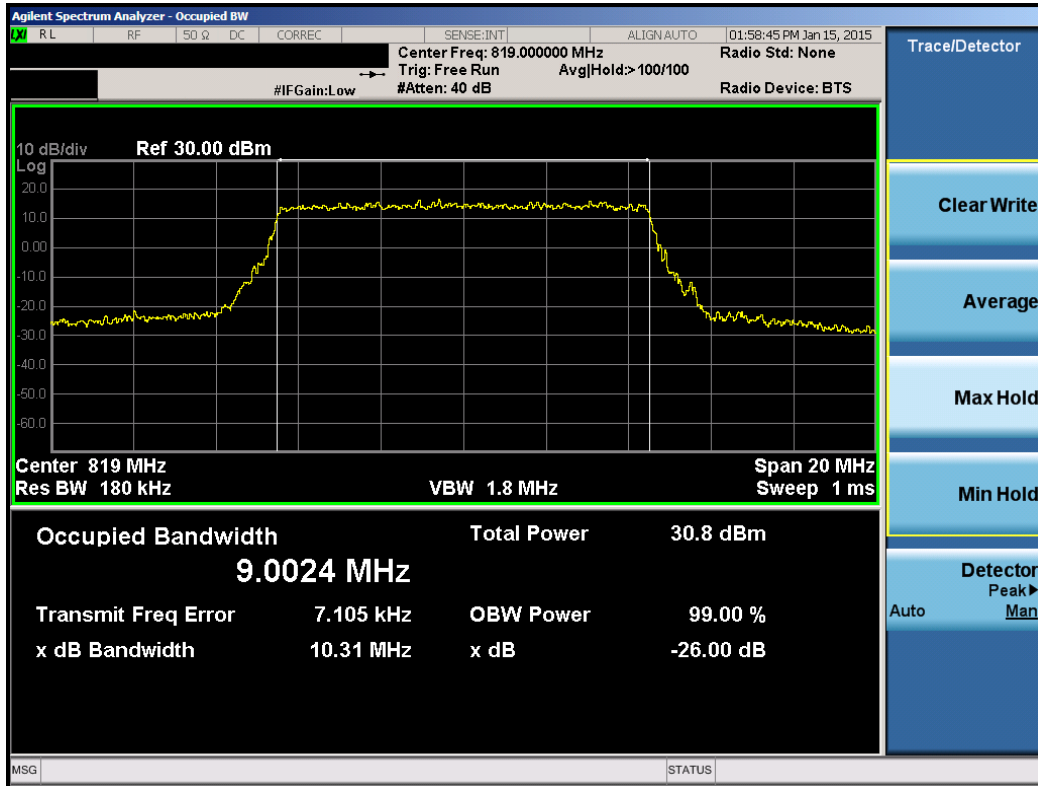 Agilent Spectrum Analyzer - Occupied BW
LXI RL RF 50 Ω DC CORREC SENSE:INT ALIGN AUTO 01:58:45 PM Jan 15, 2015
Center Freq: 819.000000 MHz Radio Std: None
Trig: Free Run Avg|Hold:> 100/100
#IFGain:Low #Atten: 40 dB Radio Device: BTS
10 dB/div Ref 30.00 dBm
Log
20.0
10.0
0.00
-10.0
-20.0
-30.0
-40.0
-50.0
-60.0
Center 819 MHz Span 20 MHz
Res BW 180 kHz VBW 1.8 MHz Sweep 1 ms
Occupied Bandwidth Total Power 30.8 dBm
9.0024 MHz
Transmit Freq Error 7.105 kHz OBW Power 99.00 %
x dB Bandwidth 10.31 MHz x dB -26.00 dB
MSG STATUS
Trace/Detector
Clear Write
Average
Max Hold
Min Hold
Detector
Peak▶
Auto Man